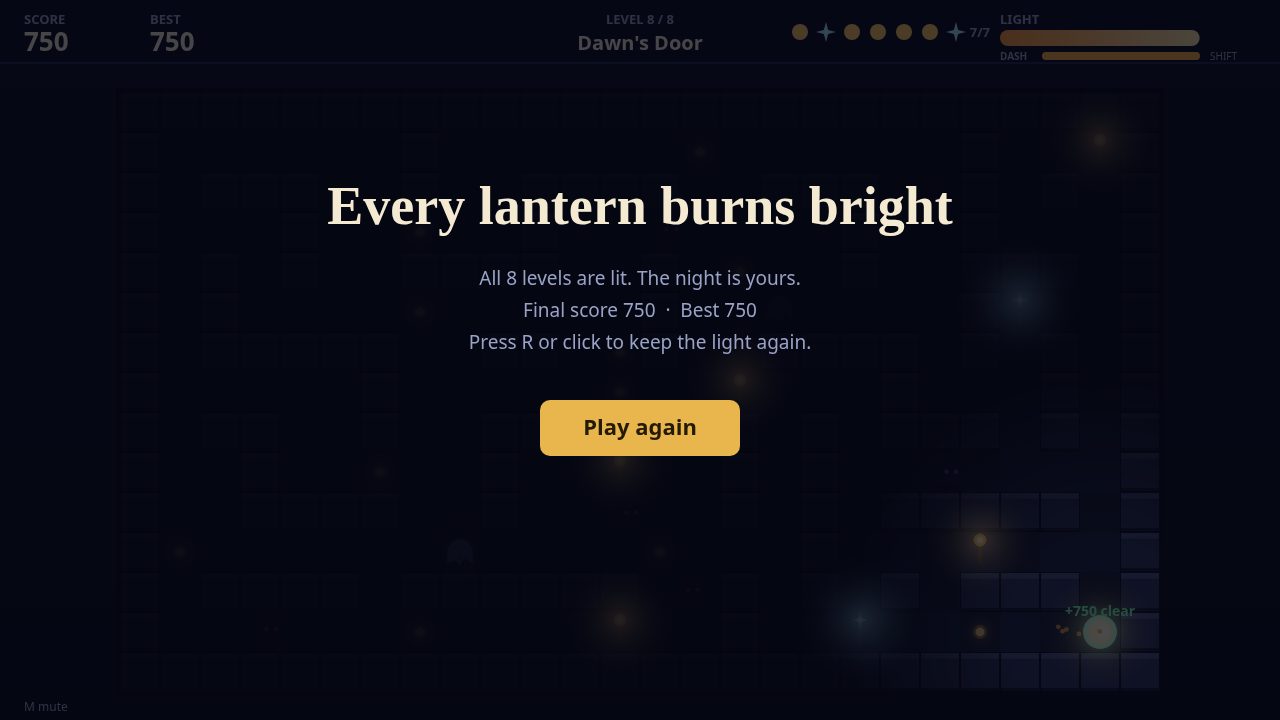 SCORE
750
BEST
750
LEVEL 8 / 8
Dawn's Door
7/7
LIGHT
DASH
SHIFT
Every lantern burns bright
All 8 levels are lit. The night is yours.
Final score 750 · Best 750
Press R or click to keep the light again.
Play again
+750 clear
M mute